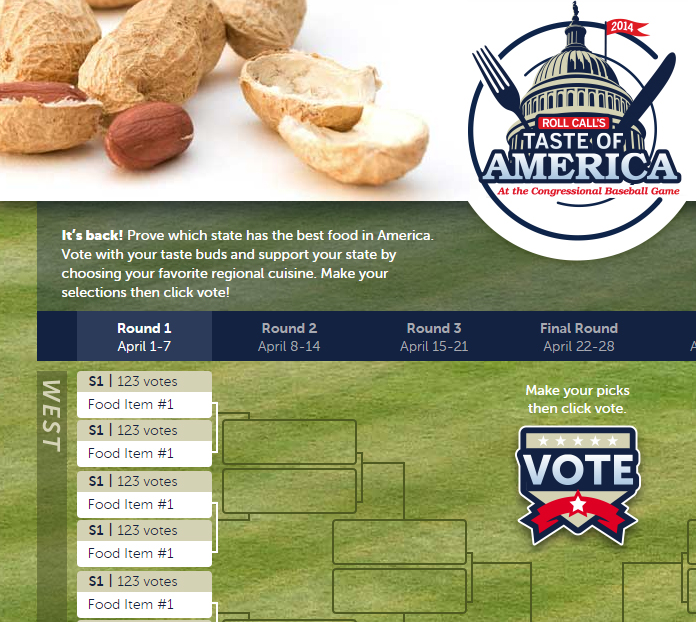 2014
ROLL CALL'S
TASTE OF
AMERICA
At the Congressional Baseball Game
It's back! Prove which state has the best food in America.
Vote with your taste buds and support your state by
choosing your favorite regional cuisine. Make your
selections then click vote!
Round 1
April 1-7
Round 2
April 8-14
Round 3
April 15-21
Final Round
April 22-28
A
WEST
S1 | 123 votes
Food Item #1
S1 | 123 votes
Food Item #1
S1 | 123 votes
Food Item #1
S1 | 123 votes
Food Item #1
S1 | 123 votes
Food Item #1
Make your picks
then click vote.
VOTE